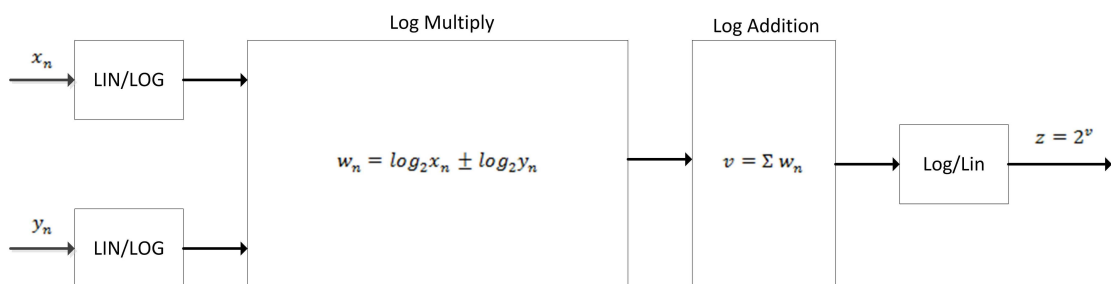 Log Multiply
Log Addition
xₙ
LIN/LOG
wₙ = log₂xₙ ± log₂yₙ
v = Σ wₙ
Log/Lin
z = 2ᵛ
yₙ
LIN/LOG